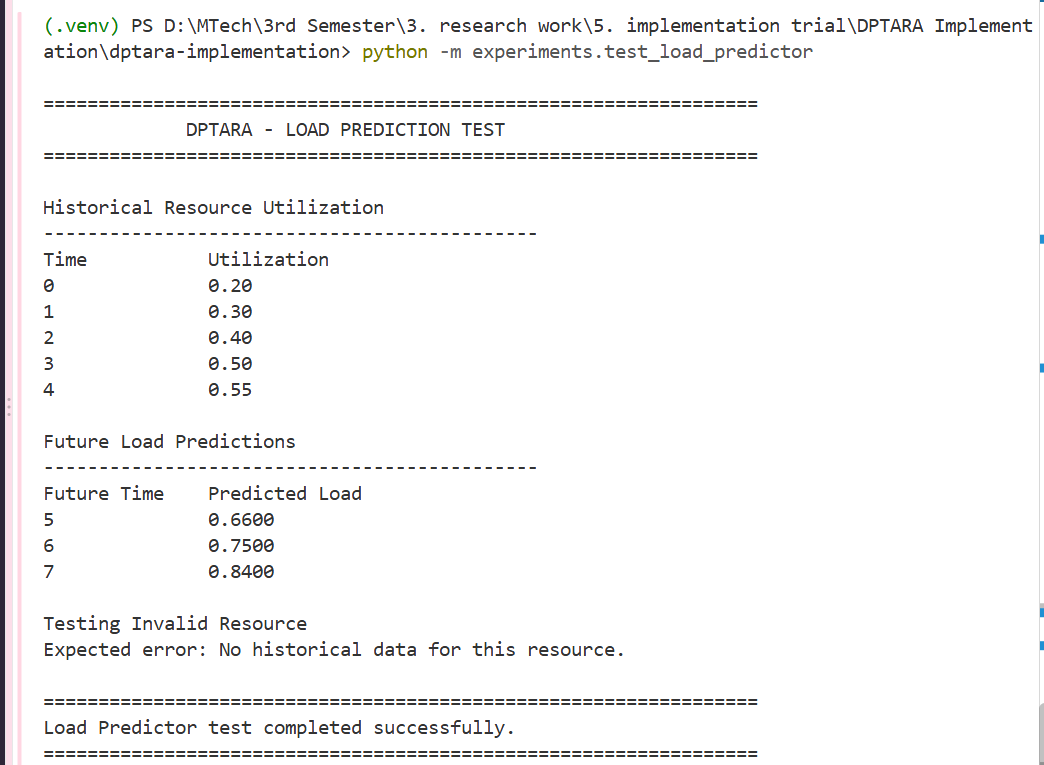 (.venv) PS D:\MTech\3rd Semester\3. research work\5. implementation trial\DPTARA Implement
ation\dptara-implementation> python -m experiments.test_load_predictor
=================================================================
DPTARA - LOAD PREDICTION TEST
=================================================================
Historical Resource Utilization
---------------------------------------------
Time Utilization
0 0.20
1 0.30
2 0.40
3 0.50
4 0.55
Future Load Predictions
---------------------------------------------
Future Time Predicted Load
5 0.6600
6 0.7500
7 0.8400
Testing Invalid Resource
Expected error: No historical data for this resource.
=================================================================
Load Predictor test completed successfully.
=================================================================